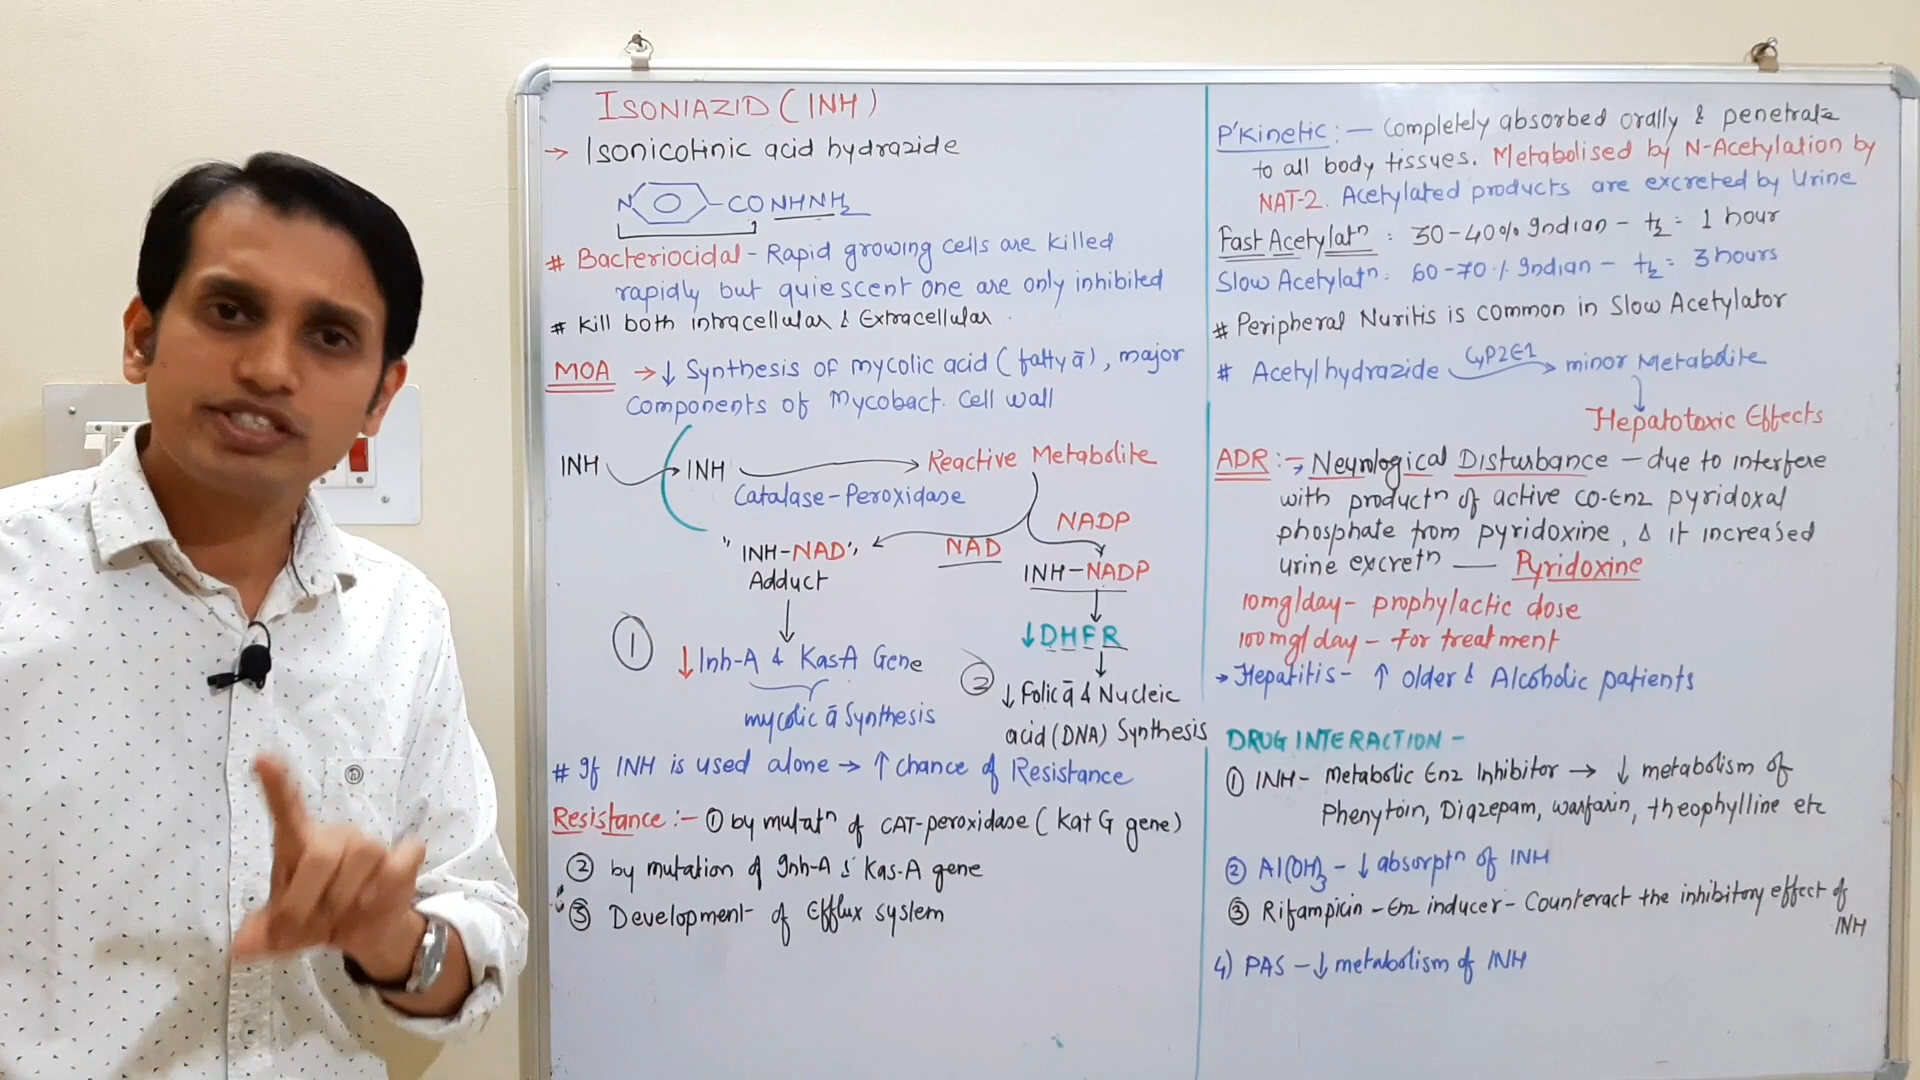 ISONIAZID (INH)
→ Isonicotinic acid hydrazide
N CONHNH2
# Bacteriocidal - Rapid growing cells are killed
rapidly but quiescent one are only inhibited
# Kill both intracellular & Extracellular.
MOA → ↓ Synthesis of mycolic acid (fatty ā), major
components of Mycobact. Cell wall
INH → INH → Reactive Metabolite
Catalase-Peroxidase
NADP
"INH-NAD" NAD
Adduct
INH-NADP
↓DHFR
① ↓Inh-A & KasA Gene
mycolic ā Synthesis
② ↓ Folic ā & Nucleic
acid (DNA) Synthesis
# If INH is used alone → ↑ chance of Resistance
Resistance :- ① by mutatⁿ of CAT-peroxidase (Kat G gene)
② by mutation of Inh-A & Kas-A gene
③ Development of Efflux system
P'Kinetic :- Completely absorbed orally & penetrate
to all body tissues. Metabolised by N-Acetylation by
NAT-2. Acetylated products are excreted by Urine
Fast Acetylatⁿ : 30-40% Indian - t½ = 1 hour
Slow Acetylatⁿ : 60-70% Indian - t½ = 3 hours
# Peripheral Nuritis is common in Slow Acetylator
# Acetylhydrazide CyP2E1 → minor Metabolite
↓
Hepatotoxic Effects
ADR :- → Neurological Disturbance - due to interfere
with productⁿ of active co-Enz pyridoxal
phosphate from pyridoxine, & it increased
urine excretⁿ — Pyridoxine
10mg/day - prophylactic dose
100mg/day - For treatment
→ Hepatitis - ↑ older & Alcoholic patients
DRUG INTERACTION -
① INH - Metabolic Enz Inhibitor → ↓ metabolism of
Phenytoin, Diazepam, warfarin, theophylline etc
② Al(OH)3 - ↓ absorptⁿ of INH
③ Rifampicin - Enz inducer - Counteract the inhibitory effect of
INH
4) PAS - ↓ metabolism of INH